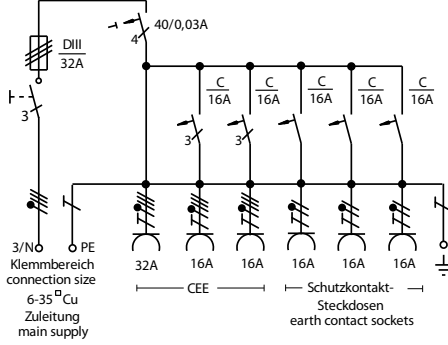 DIII
32A
40/0,03A
4
C
16A
C
16A
C
16A
C
16A
C
16A
3
3
3
3/N
PE
32A
16A
16A
16A
16A
16A
CEE
Schutzkontakt-
Steckdosen
earth contact sockets
Klemmbereich
connection size
6-35 □ Cu
Zuleitung
main supply